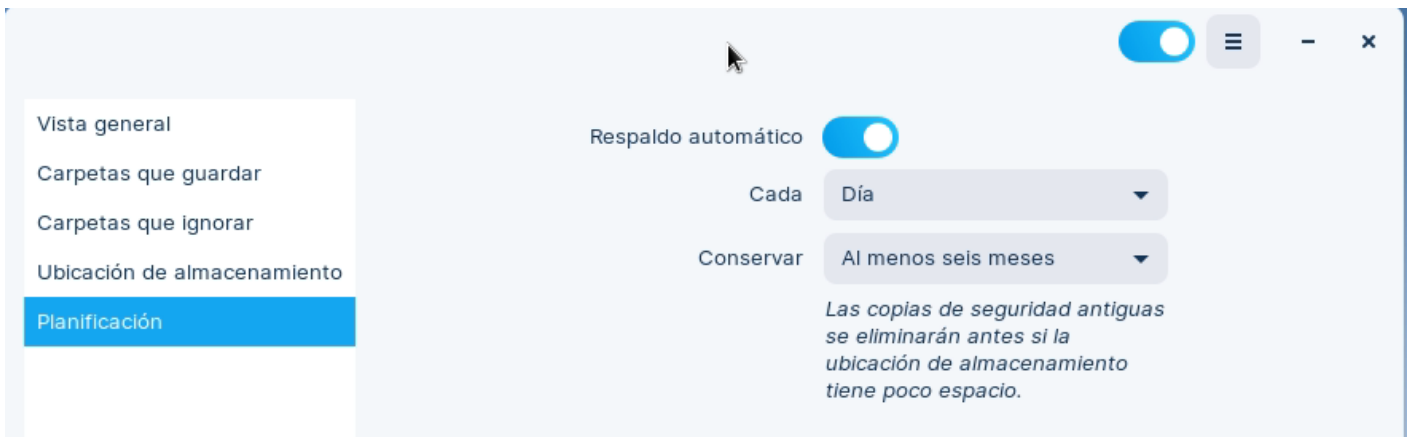 Vista general
Carpetas que guardar
Carpetas que ignorar
Ubicación de almacenamiento
Planificación
Respaldo automático
Cada Día
Conservar Al menos seis meses
Las copias de seguridad antiguas
se eliminarán antes si la
ubicación de almacenamiento
tiene poco espacio.